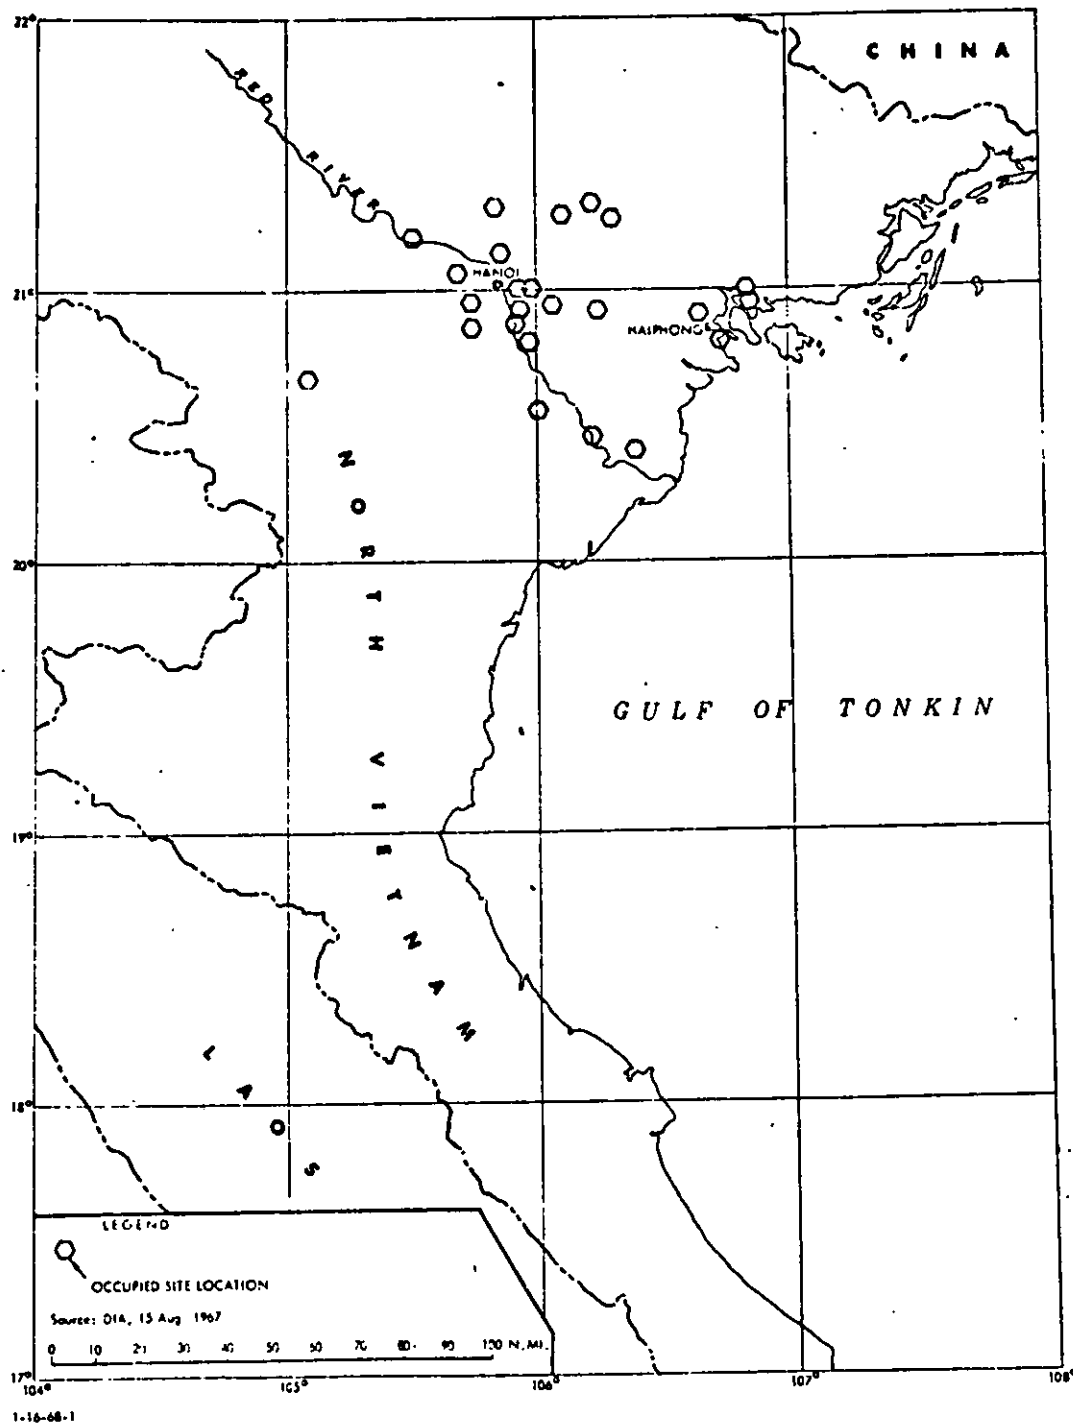 22°
CHINA
RED RIVER
HANOI
21°
HAIPHONG
20°
NORTH VIETNAM
GULF OF TONKIN
19°
18°
LAOS
LEGEND
OCCUPIED SITE LOCATION
Source: DIA, 15 Aug 1967
0 10 20 30 40 50 60 70 80 90 100 N.MI.
17°
104° 105° 106° 107° 108°
1-16-68-1